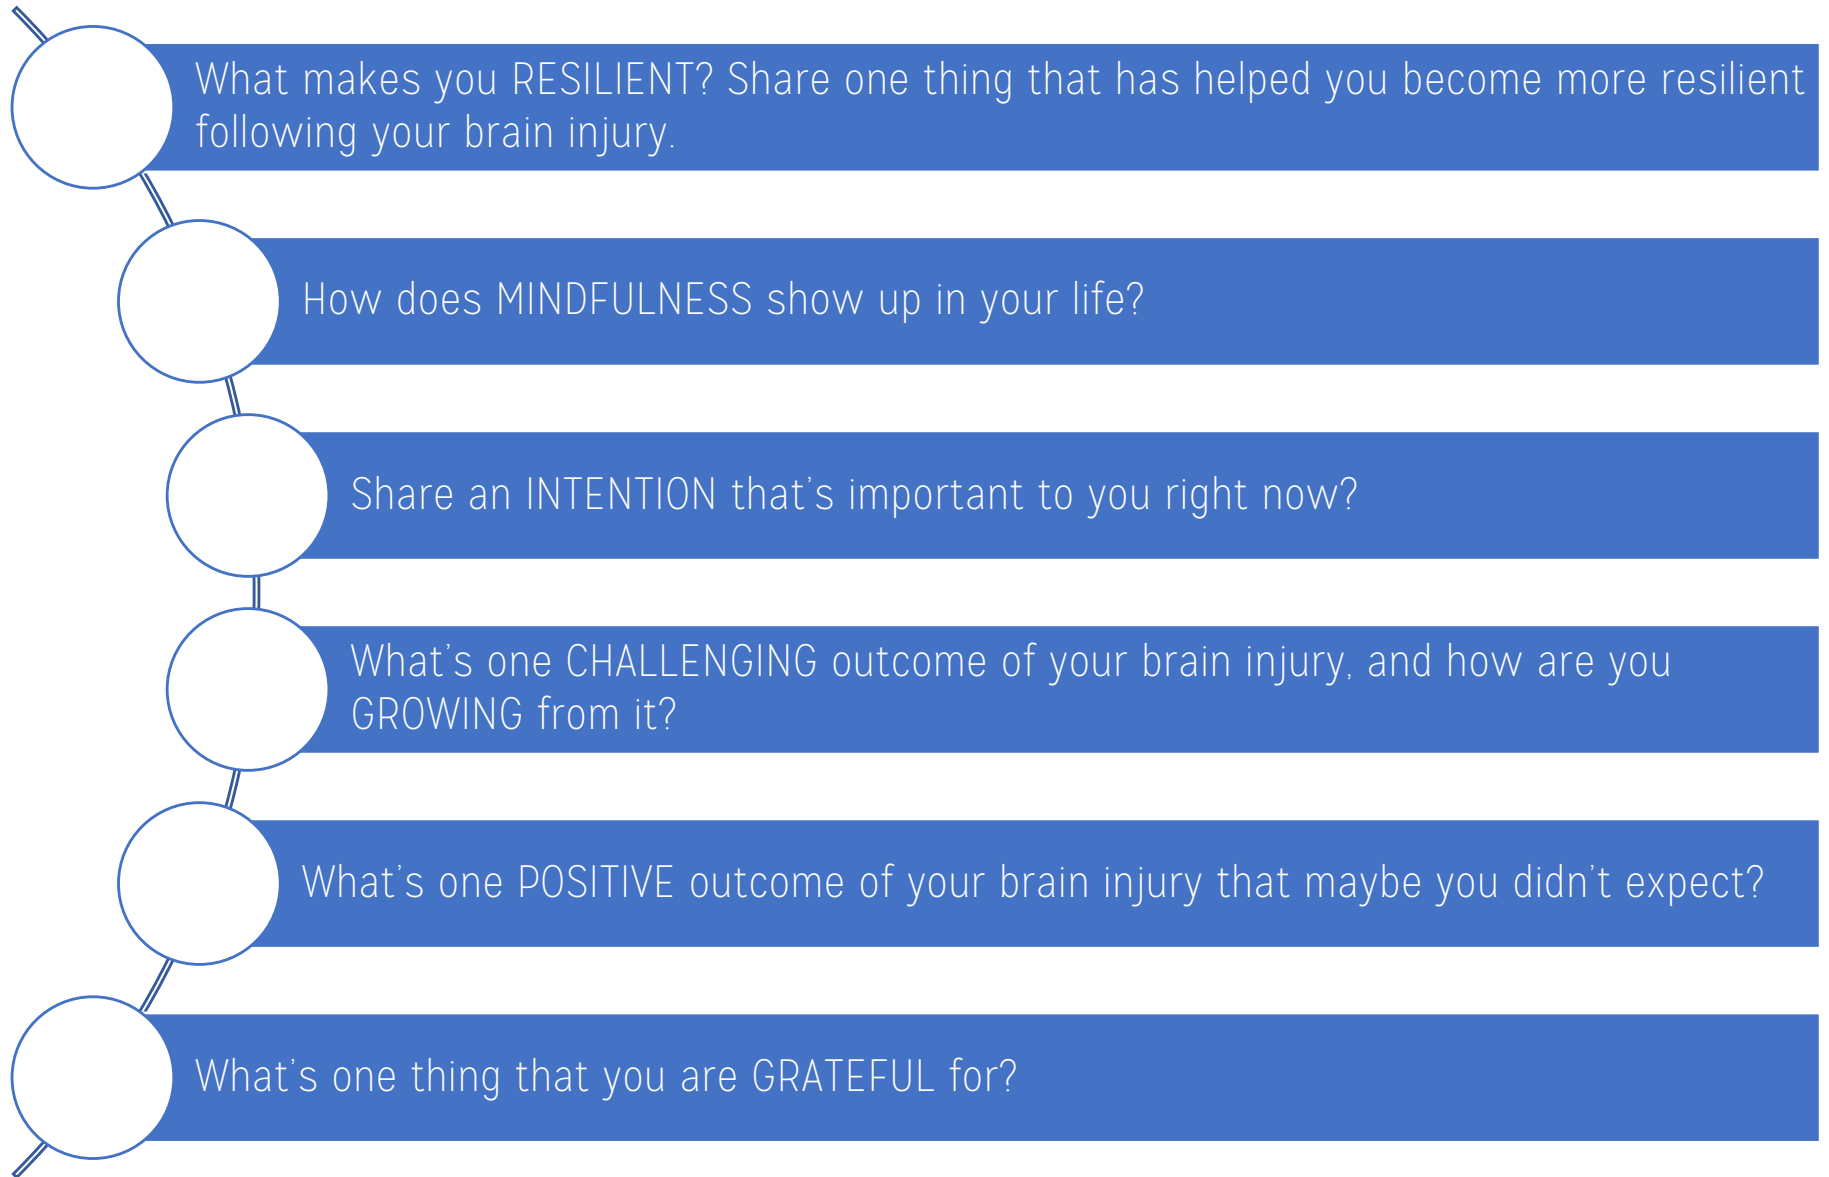 What makes you RESILIENT? Share one thing that has helped you become more resilient
following your brain injury.
How does MINDFULNESS show up in your life?
Share an INTENTION that's important to you right now?
What's one CHALLENGING outcome of your brain injury, and how are you
GROWING from it?
What's one POSITIVE outcome of your brain injury that maybe you didn't expect?
What's one thing that you are GRATEFUL for?